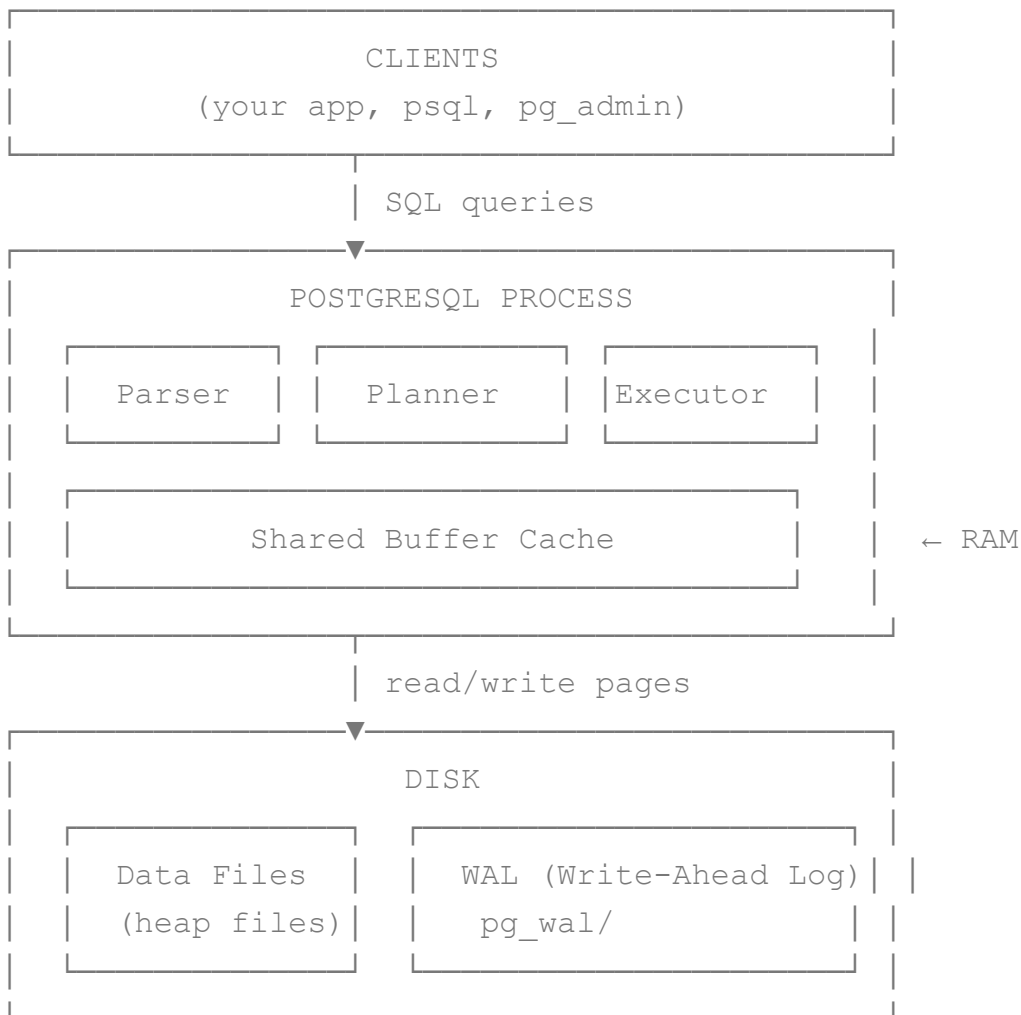 CLIENTS
(your app, psql, pg_admin)
SQL queries
POSTGRESQL PROCESS
Parser Planner Executor
Shared Buffer Cache ← RAM
read/write pages
DISK
Data Files WAL (Write-Ahead Log)
(heap files) pg_wal/